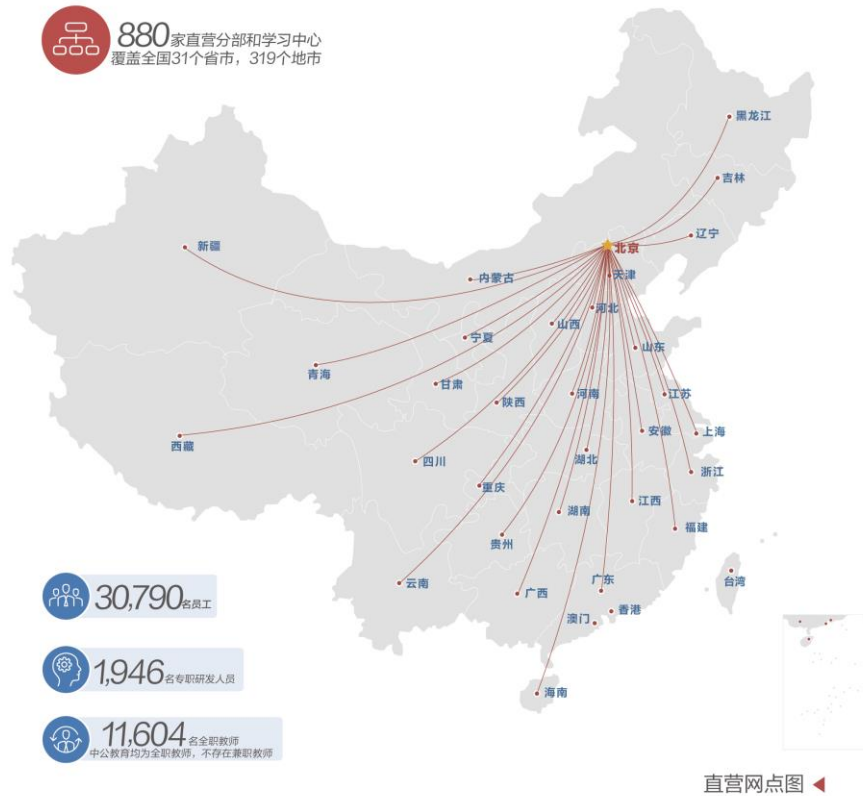 880家直营分部和学习中心
覆盖全国31个省市，319个地市
黑龙江
吉林
辽宁
新疆
北京
内蒙古
天津
河北
山西
宁夏
山东
青海
甘肃
河南
江苏
陕西
安徽
上海
西藏
四川
湖北
浙江
重庆
江西
湖南
福建
贵州
云南
广西
广东
台湾
香港
澳门
海南
30,790名员工
1,946名专职研发人员
11,604名全职教师
中公教育均为全职教师，不存在兼职教师
直营网点图